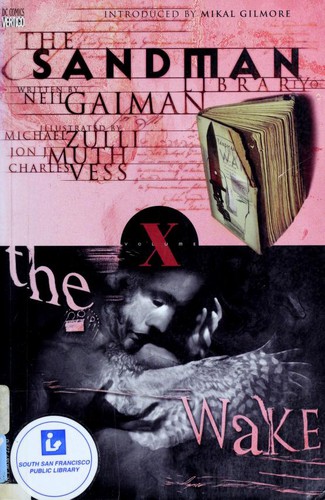 DC COMICS
VERTIGO
INTRODUCED BY MIKAL GILMORE
THE
SANDMAN
LIBRARY
WRITTEN BY
NEIL GAIMAN
ILLUSTRATED BY
MICHAEL ZULLI
JON J MUTH
CHARLES VESS
VOLUME
X
the
WaKE
SOUTH SAN FRANCISCO
PUBLIC LIBRARY